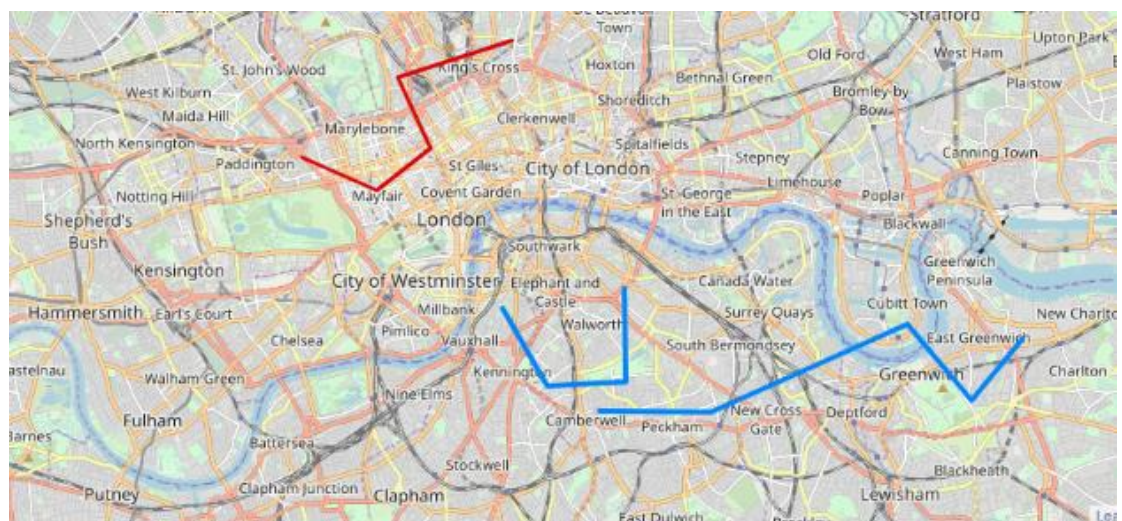 Stratford
Town
King's Cross
Hoxton
Old Ford
West Ham
Upton Park
St. John's Wood
Bethnal Green
Plaistow
West Kilburn
Maida Hill
Shoreditch
Bromley-by-
Bow
Marylebone
Clerkenwell
North Kensington
Spitalfields
Canning Town
Paddington
St Giles
City of London
Stepney
Notting Hill
Mayfair
Covent Garden
St. George
in the East
Limehouse
Poplar
Shepherd's
Bush
London
Blackwall
Southwark
Kensington
City of Westminster
Elephant and
Castle
Canada Water
Greenwich
Peninsula
Hammersmith
Earl's Court
Millbank
Walworth
Surrey Quays
Cubitt Town
New Charlto
Chelsea
Pimlico
Vauxhall
South Bermondsey
East Greenwich
astelnau
Walham Green
Kennington
Greenwich
Charlton
Nine Elms
Fulham
Camberwell
Peckham
New Cross
Gate
Deptford
Barnes
Battersea
Stockwell
Blackheath
Putney
Clapham Junction
Clapham
Lewisham
East Dulwich
Lea